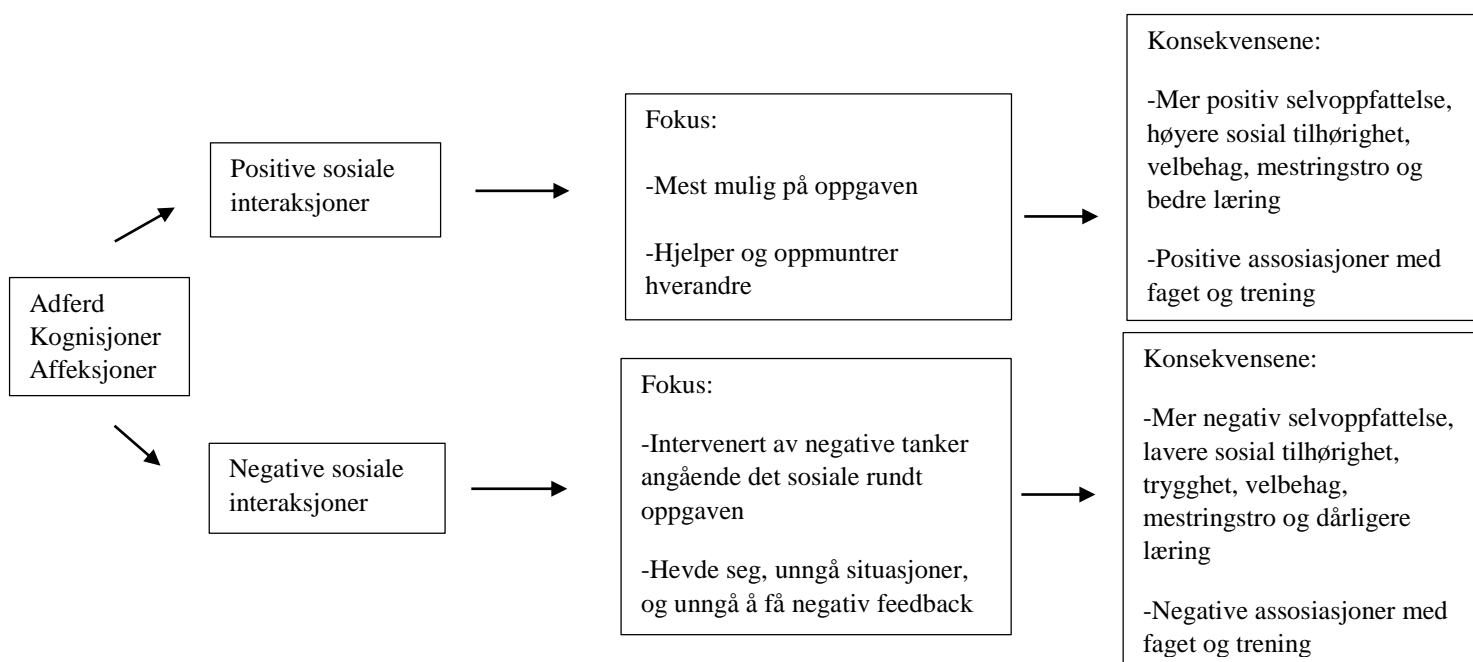 Adferd
Kognisjoner
Affeksjoner
Positive sosiale
interaksjoner
Fokus:
-Mest mulig på oppgaven
-Hjelper og oppmuntrer
hverandre
Konsekvensene:
-Mer positiv selvoppfattelse,
høyere sosial tilhørighet,
velbehag, mestringstro og
bedre læring
-Positive assosiasjoner med
faget og trening
Negative sosiale
interaksjoner
Fokus:
-Intervenert av negative tanker
angående det sosiale rundt
oppgaven
-Hevde seg, unngå situasjoner,
og unngå å få negativ feedback
Konsekvensene:
-Mer negativ selvoppfattelse,
lavere sosial tilhørighet,
trygghet, velbehag,
mestringstro og dårligere
læring
-Negative assosiasjoner med
faget og trening